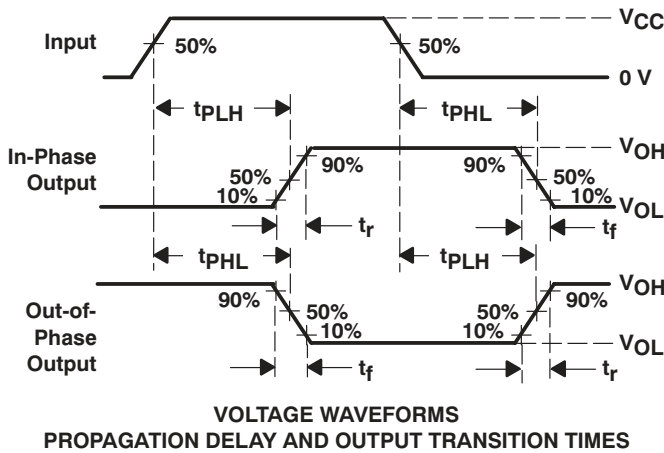 Input
50%
50%
VCC
0 V
tPLH
tPHL
In-Phase
Output
50%
10%
90%
90%
50%
10%
VOH
VOL
tr
tf
tPHL
tPLH
Out-of-
Phase
Output
90%
50%
10%
50%
10%
90%
VOH
VOL
tf
tr
VOLTAGE WAVEFORMS
PROPAGATION DELAY AND OUTPUT TRANSITION TIMES